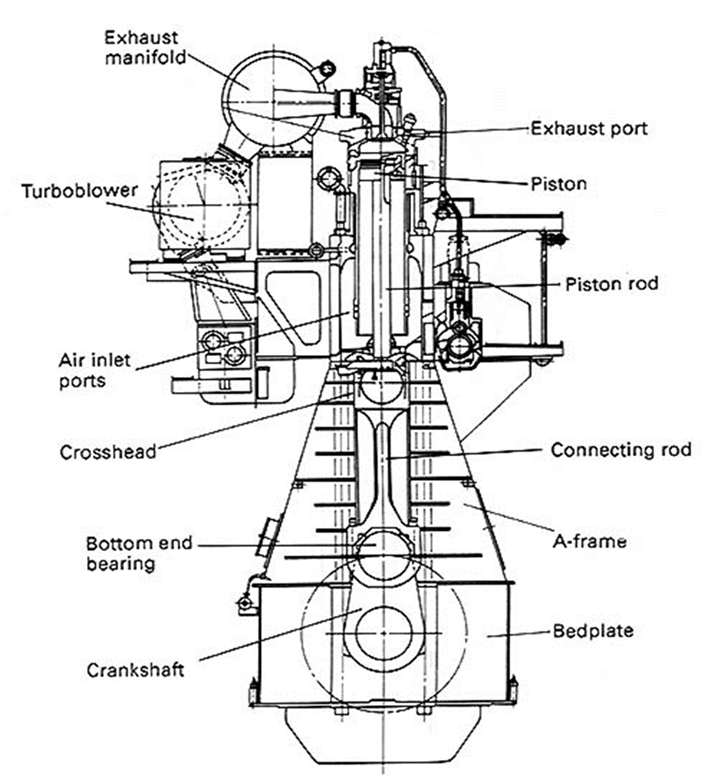 Exhaust
manifold
Exhaust port
Piston
Turboblower
Piston rod
Air inlet
ports
Crosshead
Connecting rod
Bottom end
bearing
A-frame
Bedplate
Crankshaft